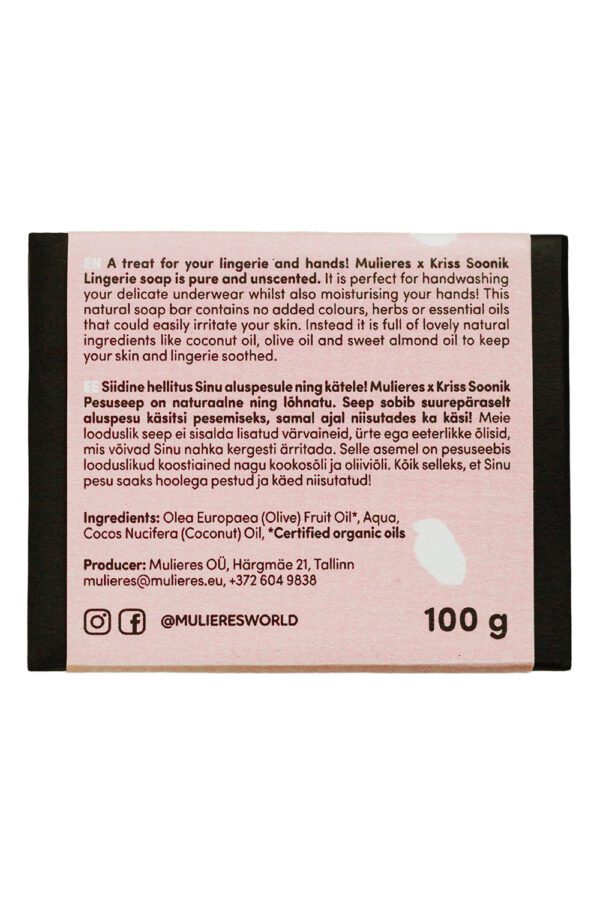 EN A treat for your lingerie and hands! Mulieres x Kriss Soonik
Lingerie soap is pure and unscented. It is perfect for handwashing
your delicate underwear whilst also moisturising your hands! This
natural soap bar contains no added colours, herbs or essential oils
that could easily irritate your skin. Instead it is full of lovely natural
ingredients like coconut oil, olive oil and sweet almond oil to keep
your skin and lingerie soothed.
EE Siidine hellitus Sinu aluspesule ning kätele! Mulieres x Kriss Soonik
Pesuseep on naturaalne ning lõhnatu. Seep sobib suurepäraselt
aluspesu käsitsi pesemiseks, samal ajal niisutades ka käsi! Meie
looduslik seep ei sisalda lisatud värvaineid, ürte ega eeterlikke õlisid,
mis võivad Sinu nahka kergesti ärritada. Selle asemel on pesuseebis
looduslikud koostiained nagu kookosõli ja oliiviõli. Kõik selleks, et Sinu
pesu saaks hoolega pestud ja käed niisutatud!
Ingredients: Olea Europaea (Olive) Fruit Oil*, Aqua,
Cocos Nucifera (Coconut) Oil, *Certified organic oils
Producer: Mulieres OÜ, Härgmäe 21, Tallinn
mulieres@mulieres.eu, +372 604 9838
@MULIERESWORLD
100 g